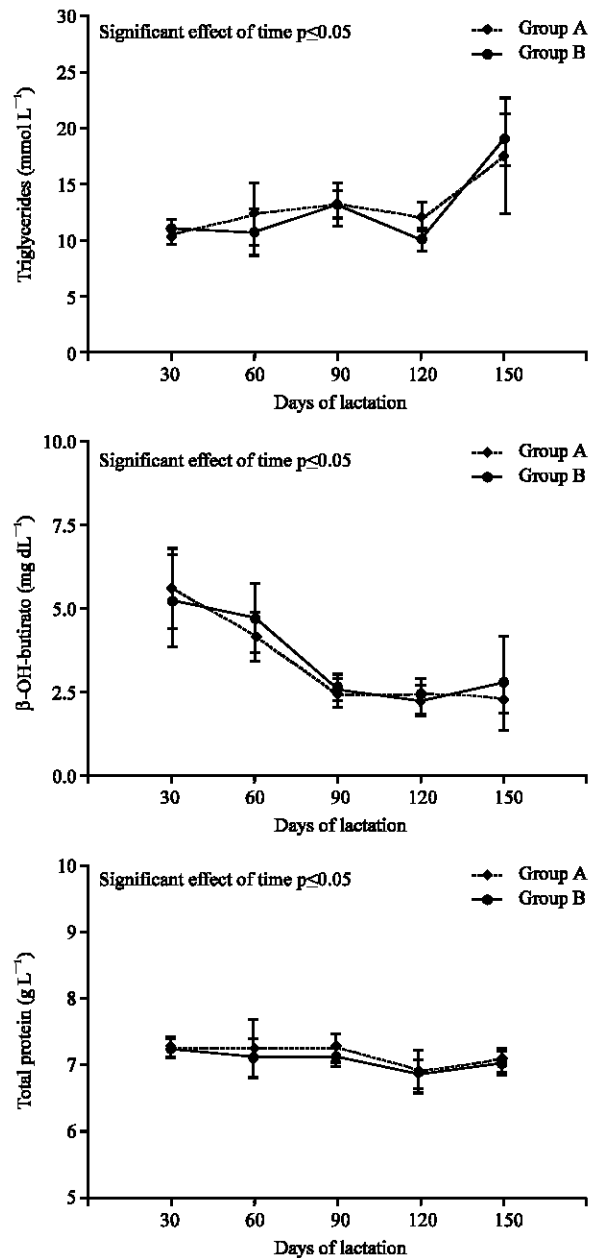 Significant effect of time p≤0.05
Group A
Group B
Triglycerides (mmol L⁻¹)
30
25
20
15
10
5
0
30 60 90 120 150
Days of lactation
Significant effect of time p≤0.05
Group A
Group B
β-OH-butirato (mg dL⁻¹)
10.0
7.5
5.0
2.5
0.0
30 60 90 120 150
Days of lactation
Significant effect of time p≤0.05
Group A
Group B
Total protein (g L⁻¹)
10
9
8
7
6
5
30 60 90 120 150
Days of lactation